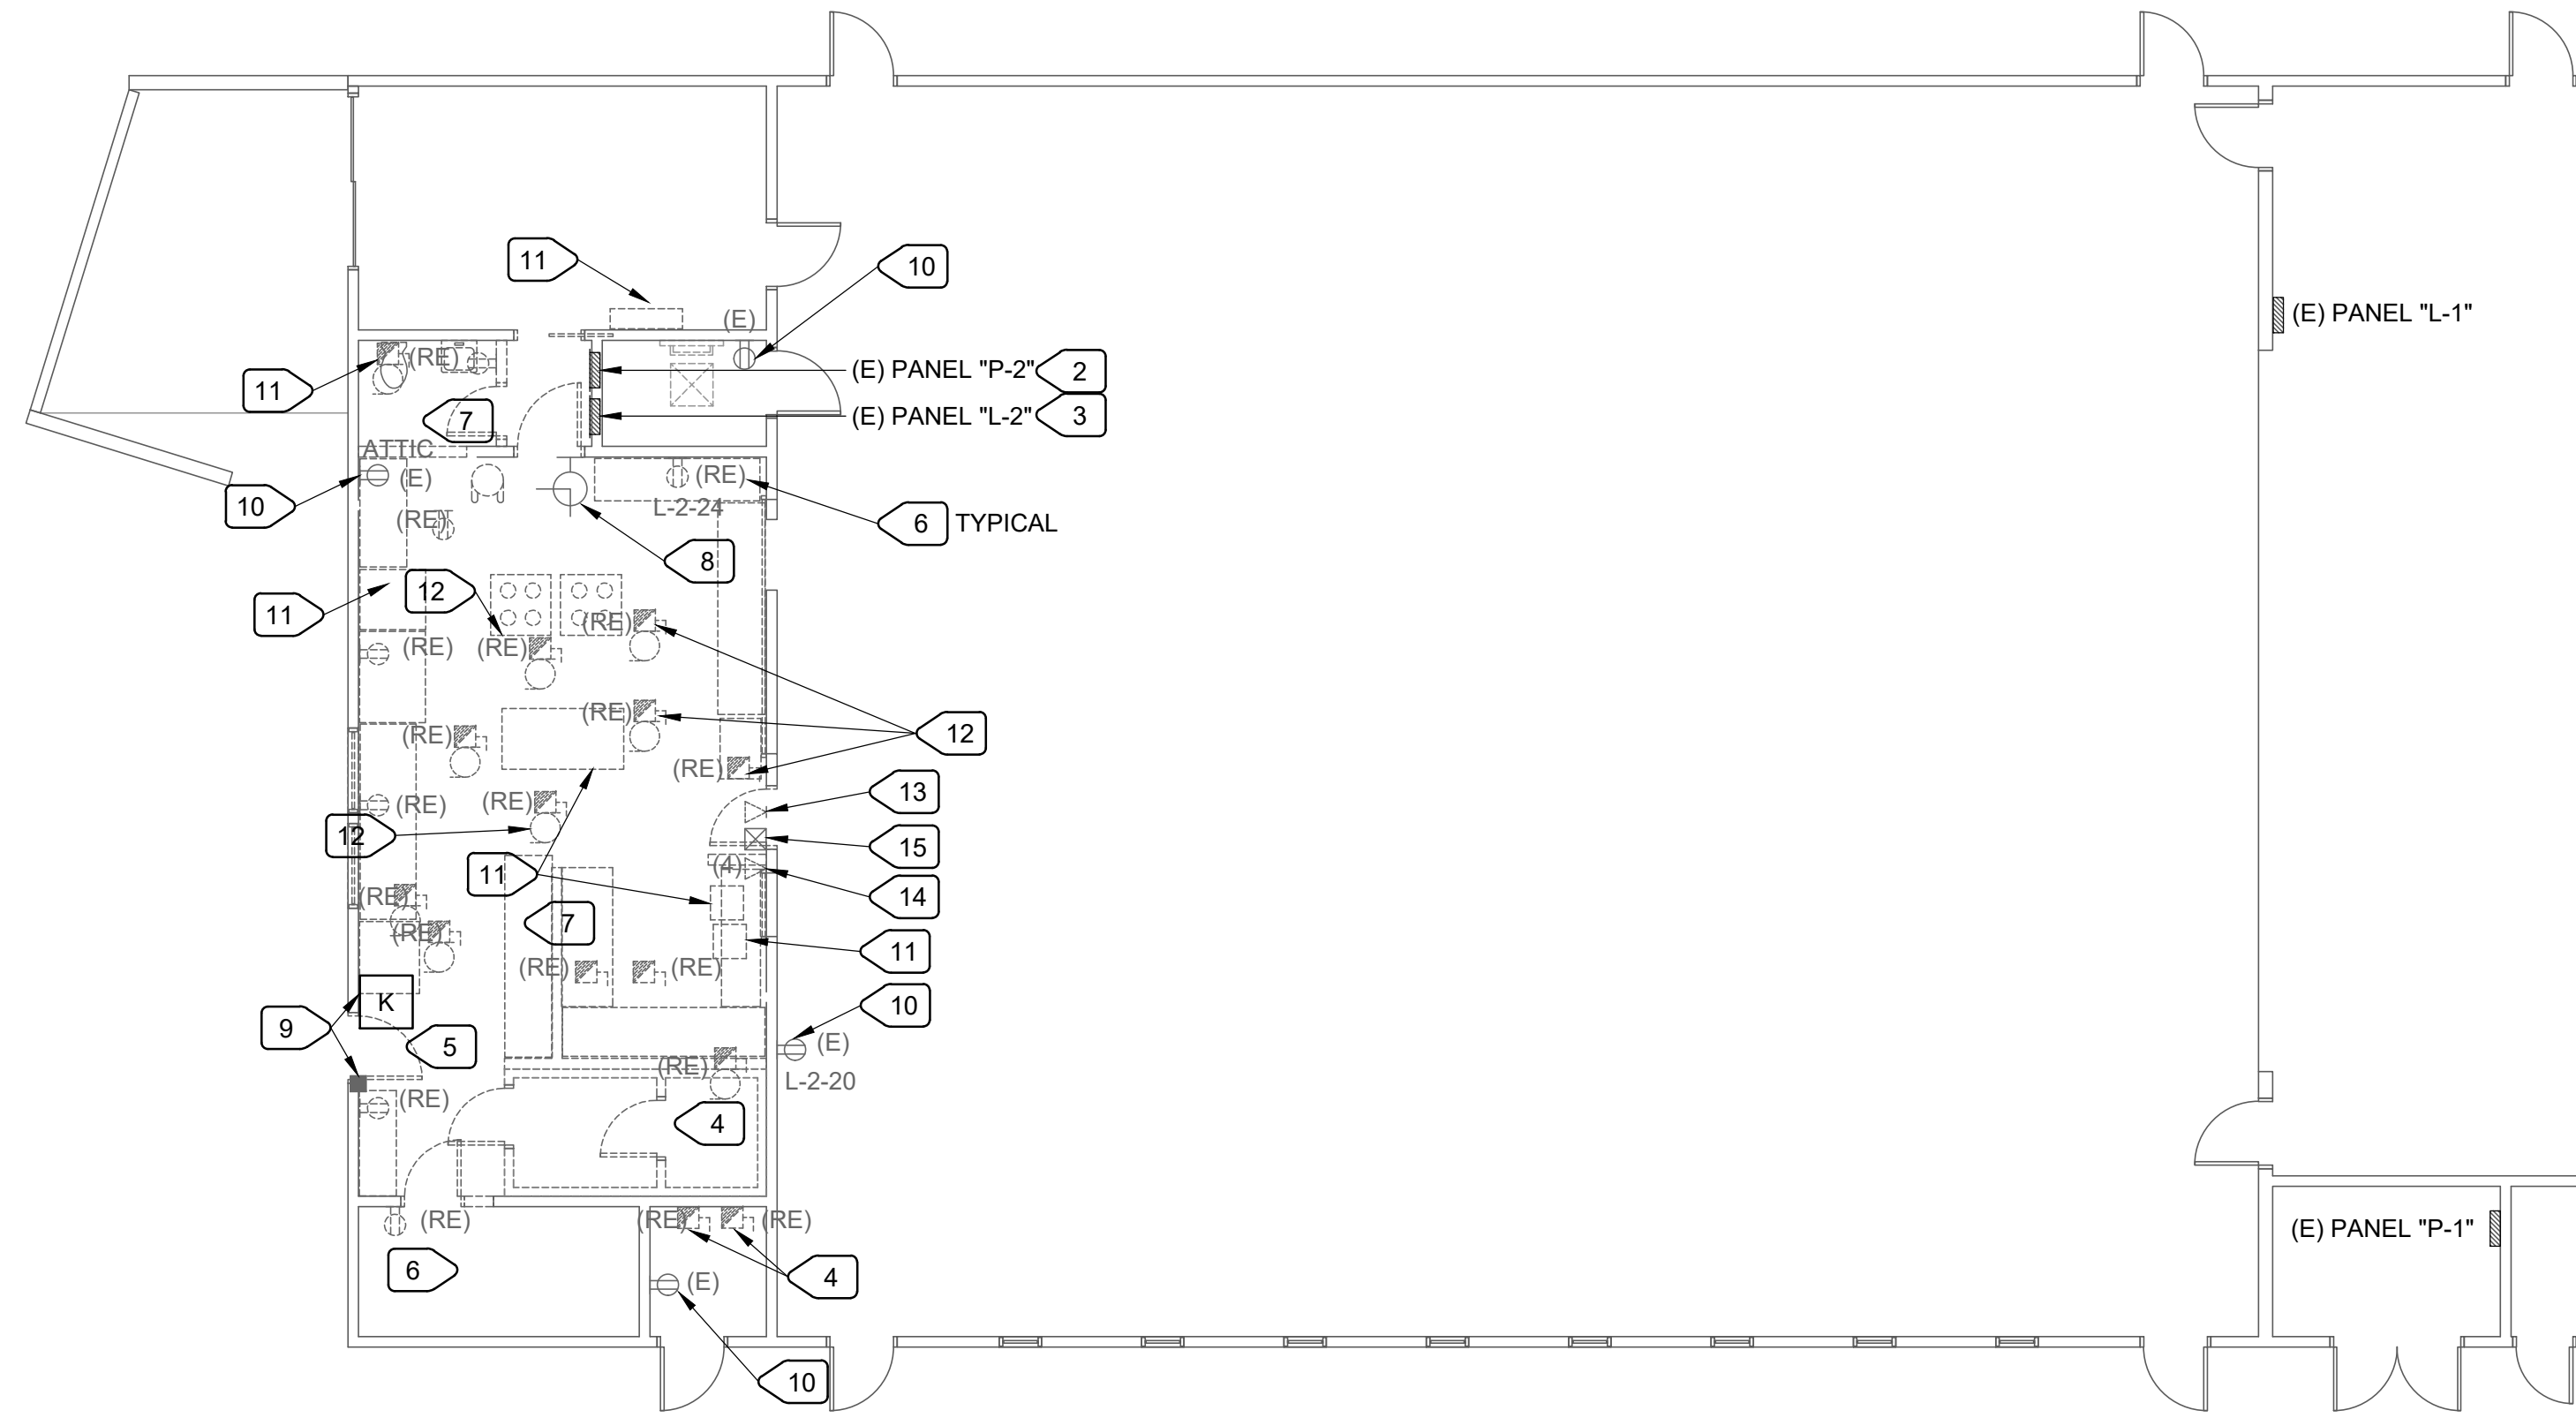 11
10
(E)
(E) PANEL "L-1"
(RE)
11
(E) PANEL "P-2" 2
(E) PANEL "L-2" 3
7
ATTIC
(E)
(RE)
10
L-2-24
6 TYPICAL
(RE)
8
12
11
(RE)
(RE)
(RE)
(RE)
(RE)
12
(RE)
(RE)
13
(RE)
(RE)
12
15
(4)
11
14
(RE)
7
(RE)
11
(RE)
(RE)
K
10
9
5
(E)
(RE)
L-2-20
(RE)
4
(RE)
(RE)
(RE)
6
4
(E)
(E) PANEL "P-1"
10